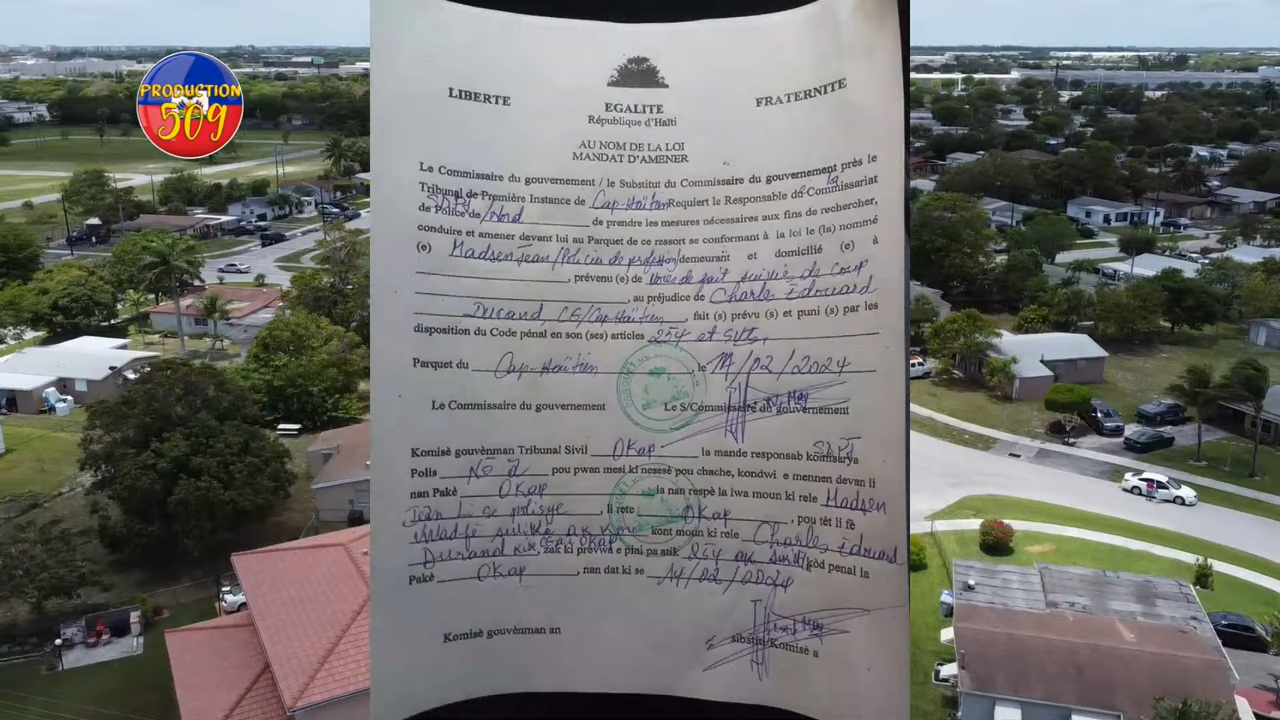 PRODUCTION
509
LIBERTE
EGALITE
FRATERNITE
République d'Haïti
AU NOM DE LA LOI
MANDAT D'AMENER
Le Commissaire du gouvernement / le Substitut du Commissaire du gouvernement près le
Tribunal de Première Instance de Cap-Haïtien Requiert le Responsable de la Commissariat
de Police de SDPJ/Nord de prendre les mesures nécessaires aux fins de rechercher,
conduire et amener devant lui au Parquet de ce ressort se conformant à la loi le (la) nommé
(e) Madsen Jean/Policier de profession/demeurant et domicilié (e) à
, prévenu (e) de Voies de fait suivies de Coup
, au préjudice de Charles Edouard
Durand, CG/Cap-Haïtien, fait (s) prévu (s) et puni (s) par les
disposition du Code pénal en son (ses) articles 254 et Svts.
Parquet du Cap-Haïtien, le 14/02/2024
Le Commissaire du gouvernement Le S/Commissaire du gouvernement
Komisè gouvènman Tribunal Sivil OKap la mande responsab komisarya SDPJ
Polis Nò d pou pwan mesi ki nesesè pou chache, kondwi e mennen devan li
nan Pakè OKap la nan respè la iwa moun ki rele Madsen
Jean Li se polisye, li rete OKap, pou têt li fè
kont moun ki rele Charles Edouard
Durand, zak ki prevwa e pini pa atik 254 ak kòd penal la
Pakè OKap, nan dat ki se 14/02/2024
Komisè gouvènman an
sibstiti Komisè a